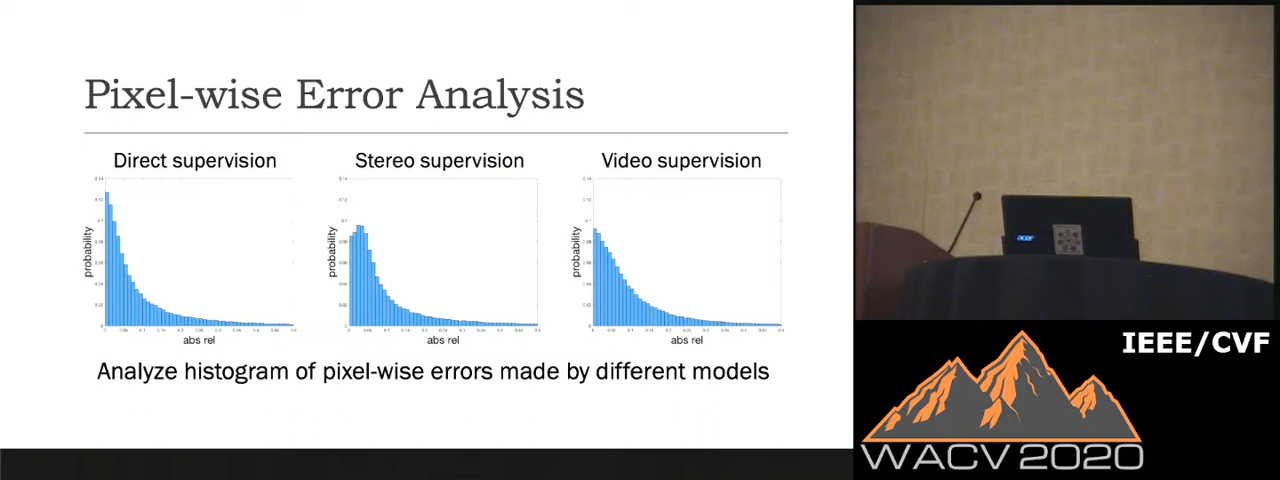 Pixel-wise Error Analysis
Direct supervision
Stereo supervision
Video supervision
probability
probability
probability
abs rel
abs rel
abs rel
Analyze histogram of pixel-wise errors made by different models
acer
IEEE/CVF
WACV 2020